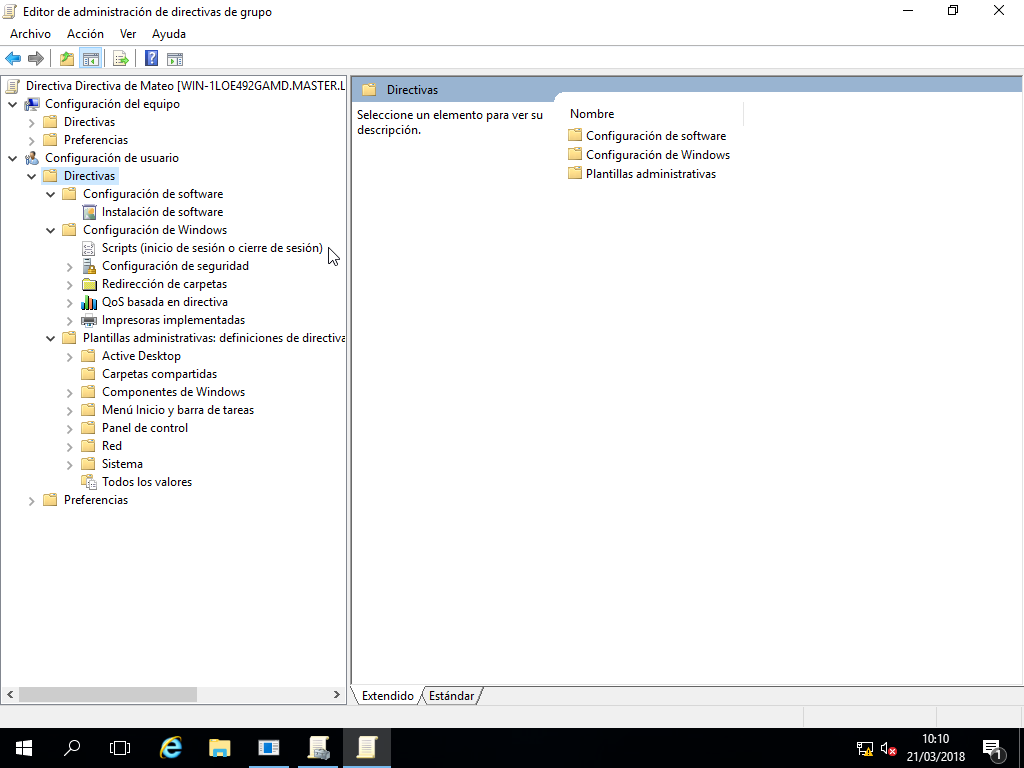 Editor de administración de directivas de grupo
Archivo Acción Ver Ayuda
Directiva Directiva de Mateo [WIN-1LOE492GAMD.MASTER.L
Configuración del equipo
Directivas
Preferencias
Configuración de usuario
Directivas
Configuración de software
Instalación de software
Configuración de Windows
Scripts (inicio de sesión o cierre de sesión)
Configuración de seguridad
Redirección de carpetas
QoS basada en directiva
Impresoras implementadas
Plantillas administrativas: definiciones de directiva
Active Desktop
Carpetas compartidas
Componentes de Windows
Menú Inicio y barra de tareas
Panel de control
Red
Sistema
Todos los valores
Preferencias
Directivas
Seleccione un elemento para ver su
descripción.
Nombre
Configuración de software
Configuración de Windows
Plantillas administrativas
Extendido Estándar
10:10
21/03/2018
1